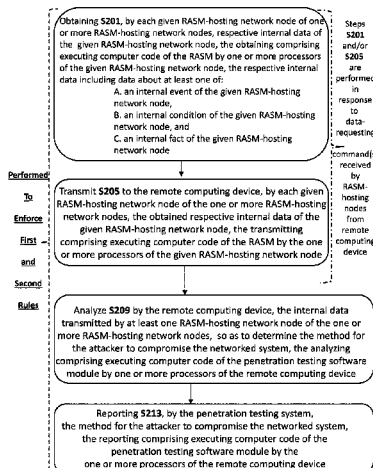 Obtaining S201, by each given RASM-hosting network node of one
or more RASM-hosting network nodes, respective internal data of
the given RASM-hosting network node, the obtaining comprising
executing computer code of the RASM by one or more processors
of the given RASM-hosting network node, the respective internal
data including data about at least one of:
A. an internal event of the given RASM-hosting
network node,
B. an internal condition of the given RASM-hosting
network node, and
C. an internal fact of the given RASM-hosting
network node
Steps
S201
and/or
S205
are
performed
in
response
to
data-
requesting
command(s)
received
by
RASM-
hosting
nodes
from
remote
computing
device
Performed
To
Enforce
First
and
Second
Rules
Transmit S205 to the remote computing device, by each given
RASM-hosting network node of the one or more RASM-hosting
network nodes, the obtained respective internal data of the
given RASM-hosting network node, the transmitting
comprising executing computer code of the RASM by the one
or more processors of the given RASM-hosting network node
Analyze S209 by the remote computing device, the internal data
transmitted by at least one RASM-hosting network node of the one or
more RASM-hosting network nodes, so as to determine the method for
the attacker to compromise the networked system, the analyzing
comprising executing computer code of the penetration testing software
module by one or more processors of the remote computing device
Reporting S213, by the penetration testing system,
the method for the attacker to compromise the networked system,
the reporting comprising executing computer code of the
penetration testing software module by the
one or more processors of the remote computing device